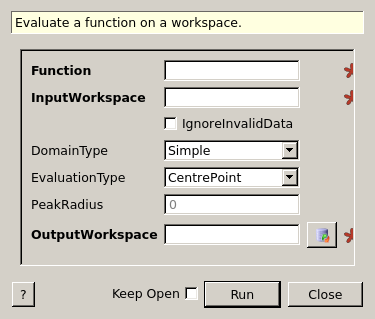 Evaluate a function on a workspace.
Function
InputWorkspace
IgnoreInvalidData
DomainType Simple
EvaluationType CentrePoint
PeakRadius 0
OutputWorkspace
? Keep Open Run Close